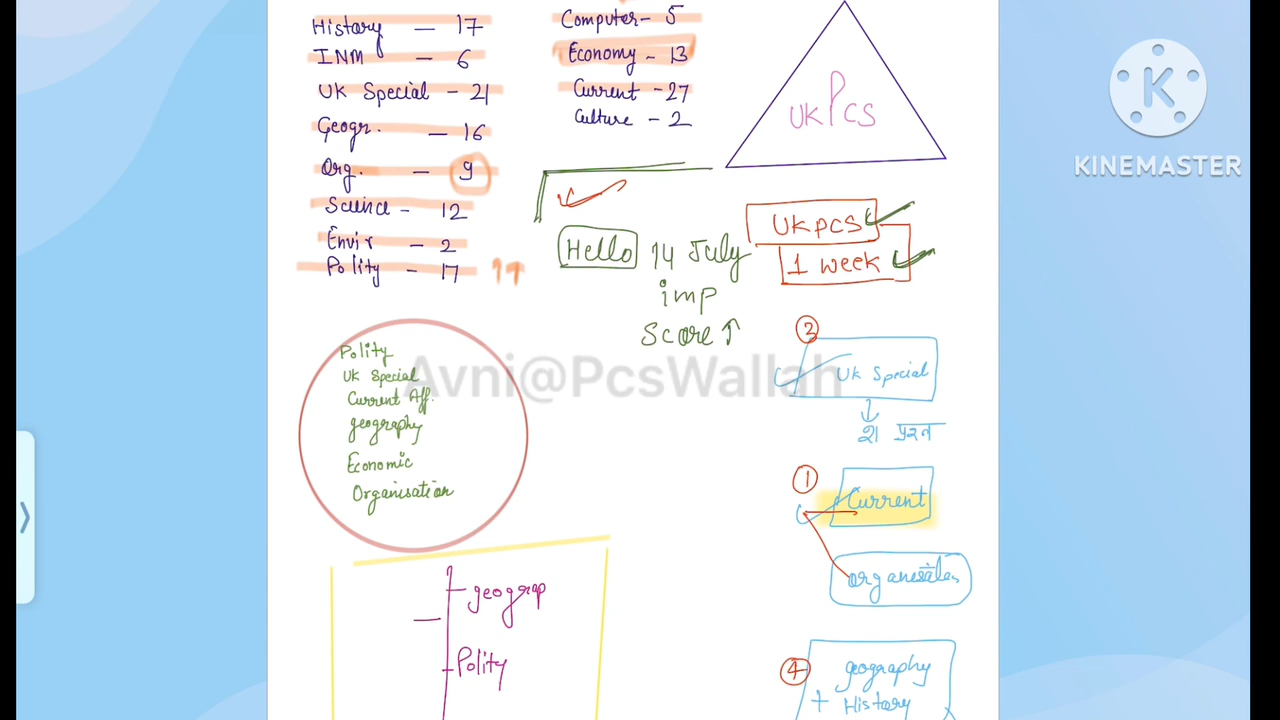 History - 17
INM - 6
UK Special - 21
Geogr. - 16
Org. - 9
Science - 12
Envir - 2
Polity - 17 17
Computer - 5
Economy - 13
Current - 27
Culture - 2
UKPCS
K
KINEMASTER
Hello 14 July
imp
Score ↑
UKPCS
1 week
Avni@PcsWallah
Polity
UK Special
Current Aff.
geography
Economic
Organisation
geograp
Polity
UK Special
↓
21 प्रश्न
1
Current
4
geography
+ History